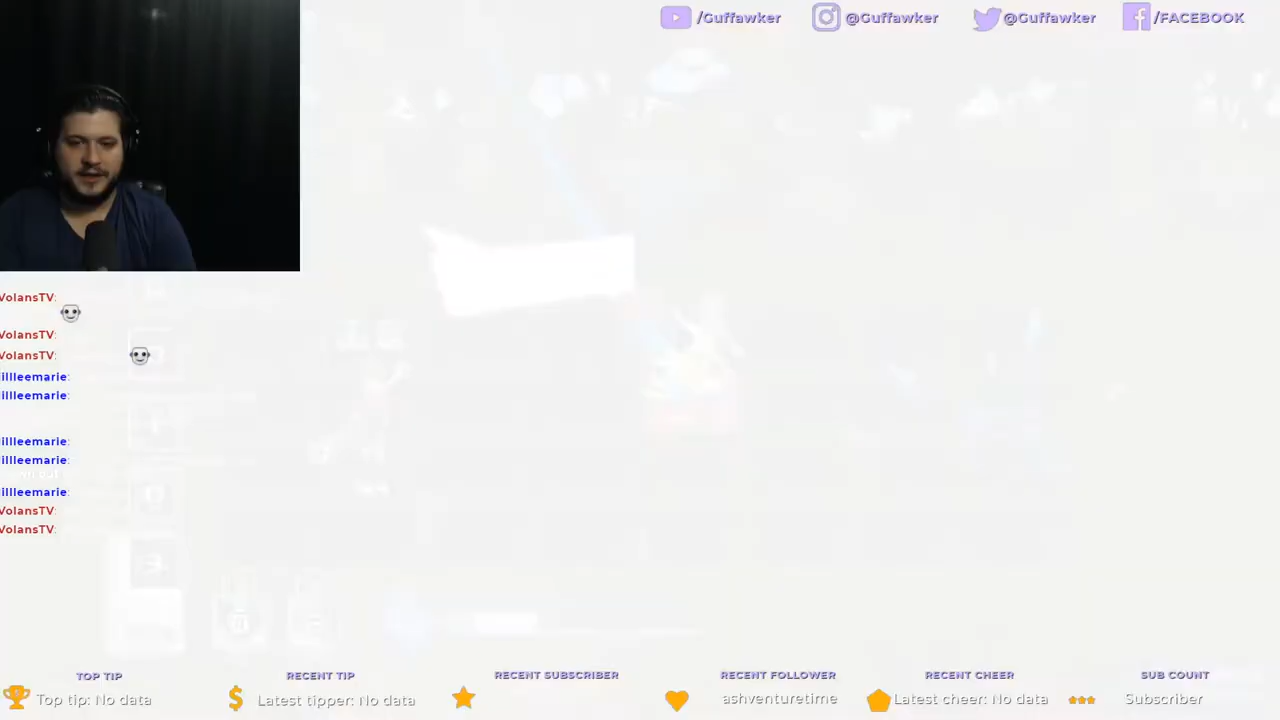 /Guffawker @Guffawker @Guffawker /FACEBOOK
VolansTV:
VolansTV:
VolansTV:
illleemarie:
illleemarie:
illleemarie:
illleemarie:
illleemarie:
VolansTV:
VolansTV:
TOP TIP RECENT TIP RECENT SUBSCRIBER RECENT FOLLOWER RECENT CHEER SUB COUNT
Top tip: No data Latest tipper: No data ashventuretime Latest cheer: No data Subscriber